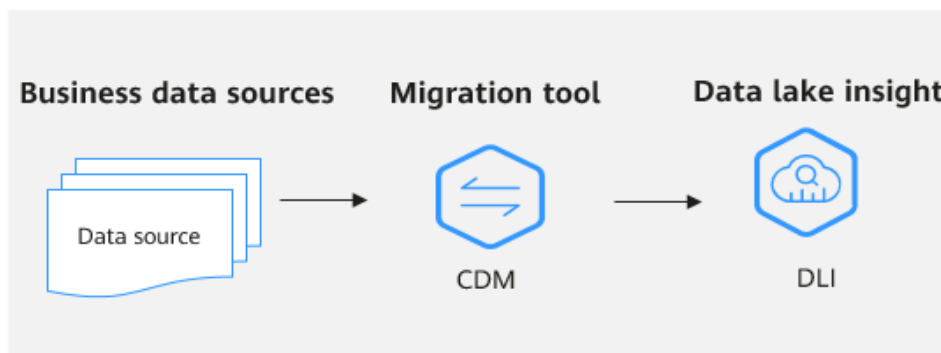 Business data sources
Migration tool
Data lake insight
Data source
CDM
DLI